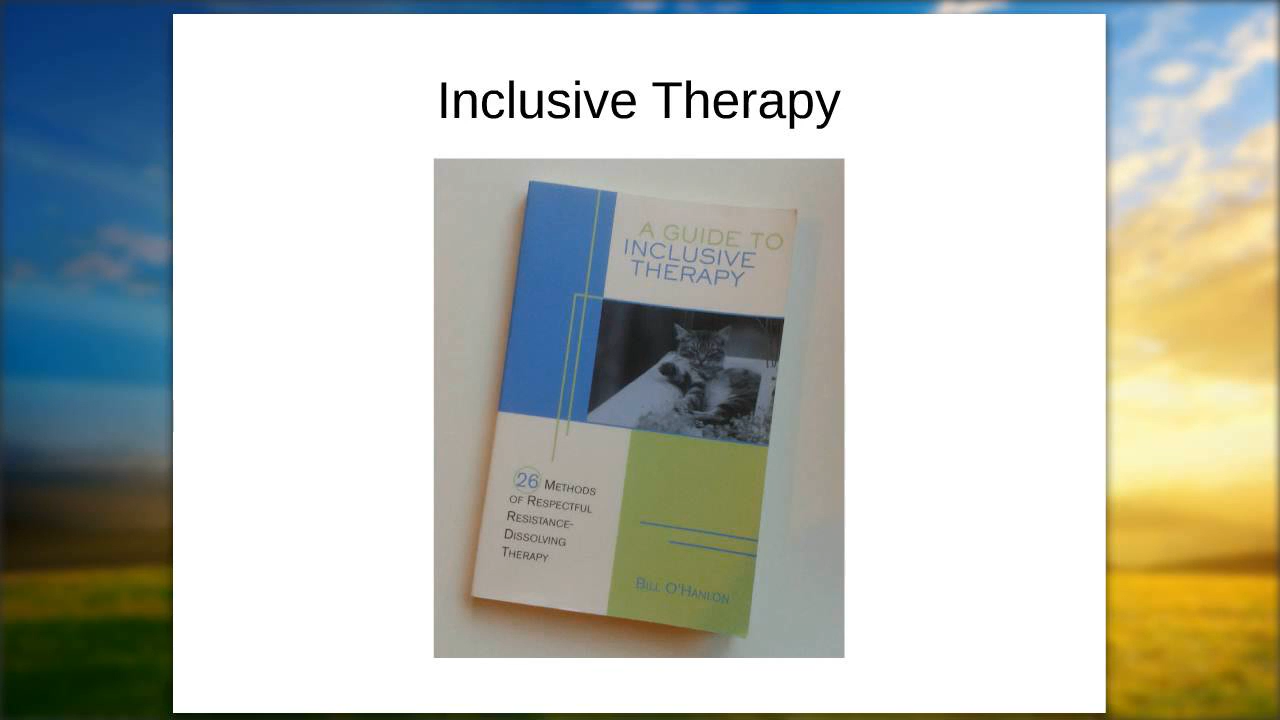 Inclusive Therapy
A GUIDE TO
INCLUSIVE
THERAPY
26 METHODS
OF RESPECTFUL
RESISTANCE-
DISSOLVING
THERAPY
BILL O'HANLON